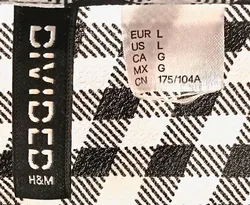 DIVIDED
H&M
EUR L
US L
CA G
MX G
CN 175/104A